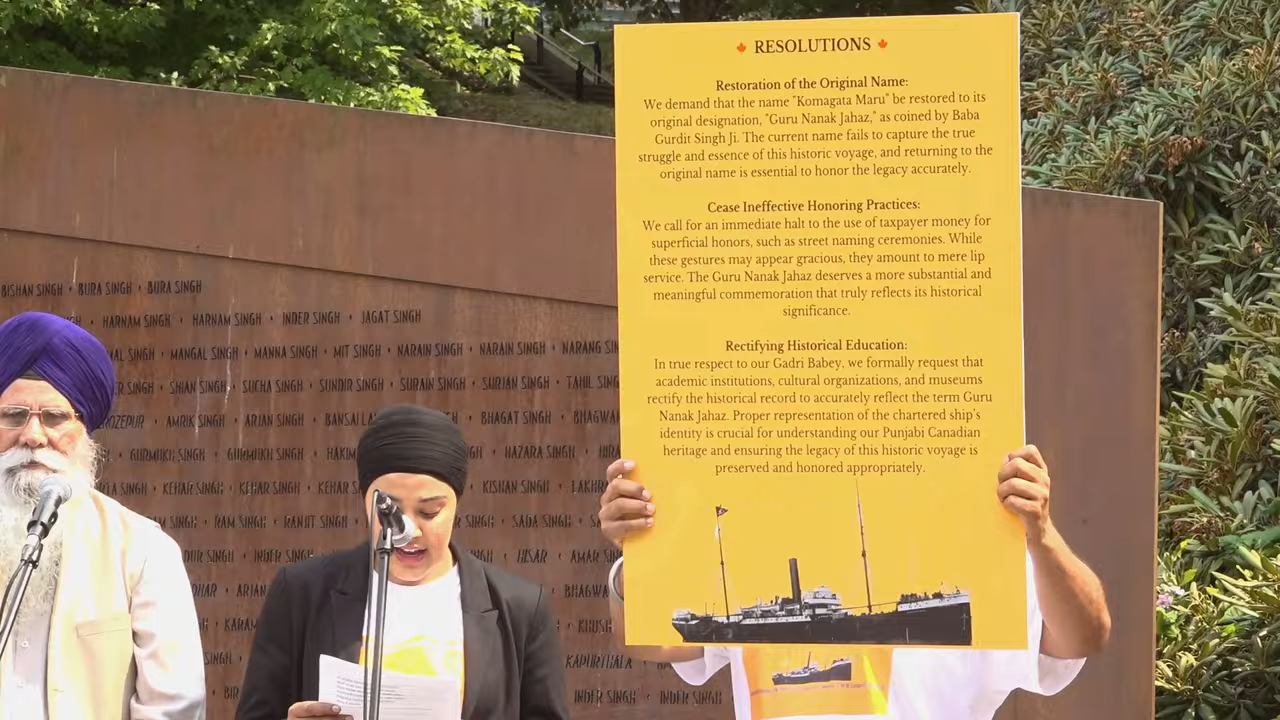 RESOLUTIONS
Restoration of the Original Name:
We demand that the name "Komagata Maru" be restored to its
original designation, "Guru Nanak Jahaz," as coined by Baba
Gurdit Singh Ji. The current name fails to capture the true
struggle and essence of this historic voyage, and returning to the
original name is essential to honor the legacy accurately.
Cease Ineffective Honoring Practices:
We call for an immediate halt to the use of taxpayer money for
superficial honors, such as street naming ceremonies. While
these gestures may appear gracious, they amount to mere lip
service. The Guru Nanak Jahaz deserves a more substantial and
meaningful commemoration that truly reflects its historical
significance.
Rectifying Historical Education:
In true respect to our Gadri Babey, we formally request that
academic institutions, cultural organizations, and museums
rectify the historical record to accurately reflect the term Guru
Nanak Jahaz. Proper representation of the chartered ship's
identity is crucial for understanding our Punjabi Canadian
heritage and ensuring the legacy of this historic voyage is
preserved and honored appropriately.
BISHAN SINGH • BURA SINGH • BURA SINGH
HARNAM SINGH • HARNAM SINGH • INDER SINGH • JAGAT SINGH
SINGH • MANGAL SINGH • MANNA SINGH • MIT SINGH • NARAIN SINGH • NARAIN SINGH • NARANG
SINGH • SHIAN SINGH • SUCHA SINGH • SUNDIR SINGH • SURAIN SINGH • SURJAN SINGH • TAHIL SING
AMRIK SINGH • ARJAN SINGH • BHAGAT SINGH
GURMUKH SINGH • GURMUKH SINGH • NAZARA SINGH
SINGH • KEHAR SINGH • KEHAR SINGH • KEHAR • KISHAN SINGH
SINGH • RAM SINGH • RANJIT SINGH • SINGH • SADA SINGH
SINGH • INDER SINGH • HISAR • AMAR
ARJAN
KAPURTHALA
INDER SINGH • INDER SINGH